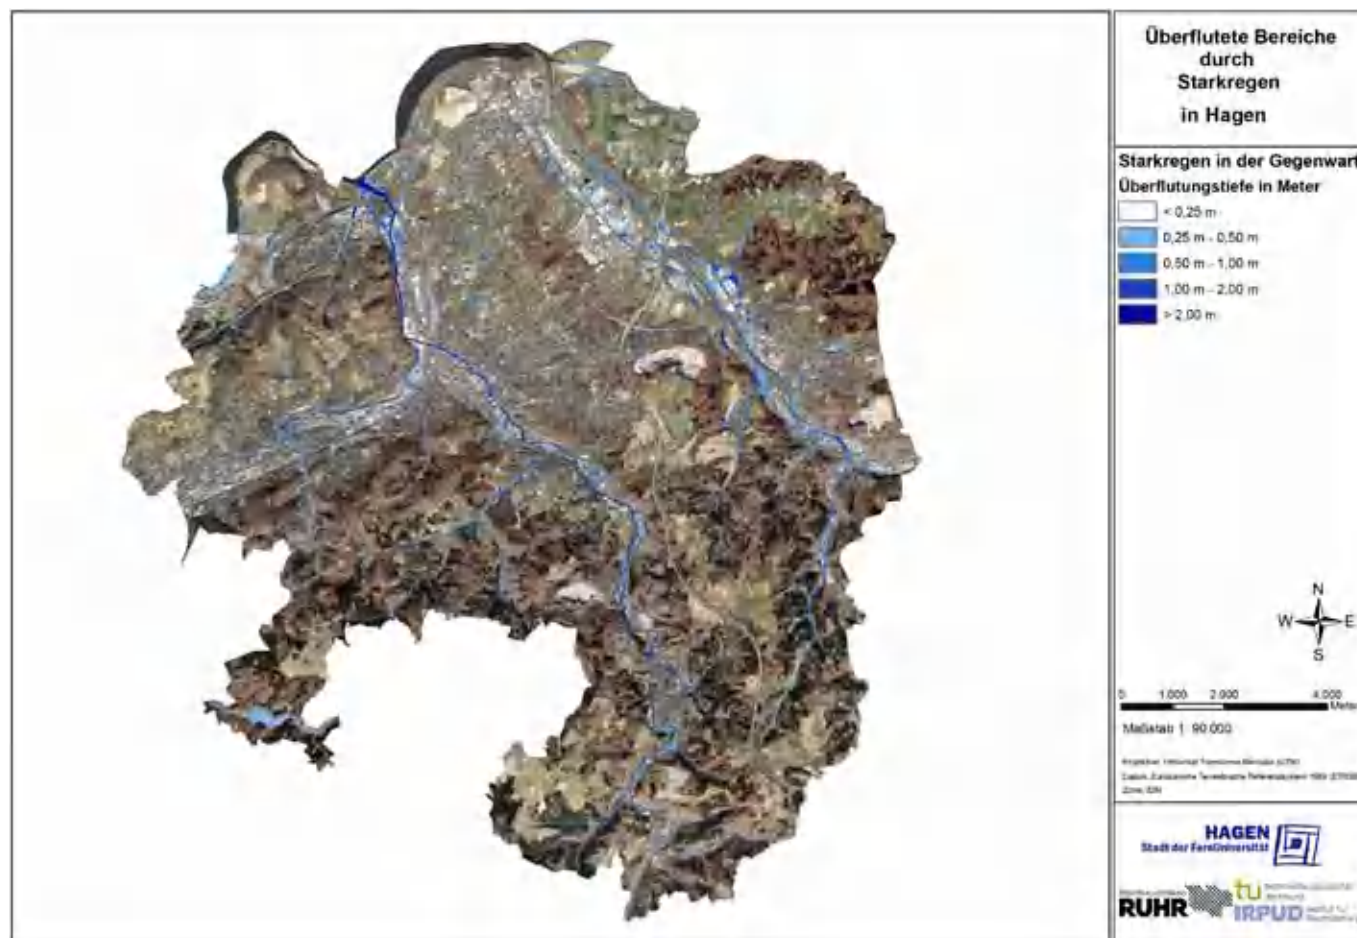 Überflutete Bereiche
durch
Starkregen
in Hagen
Starkregen in der Gegenwart
Überflutungstiefe in Meter
< 0,25 m
0,25 m - 0,50 m
0,50 m - 1,00 m
1,00 m - 2,00 m
> 2,00 m
N
W E
S
0 1.000 2.000 4.000
Meter
Maßstab 1: 90.000
HAGEN
Stadt der FernUniversität
RUHR
tu
IRPUD